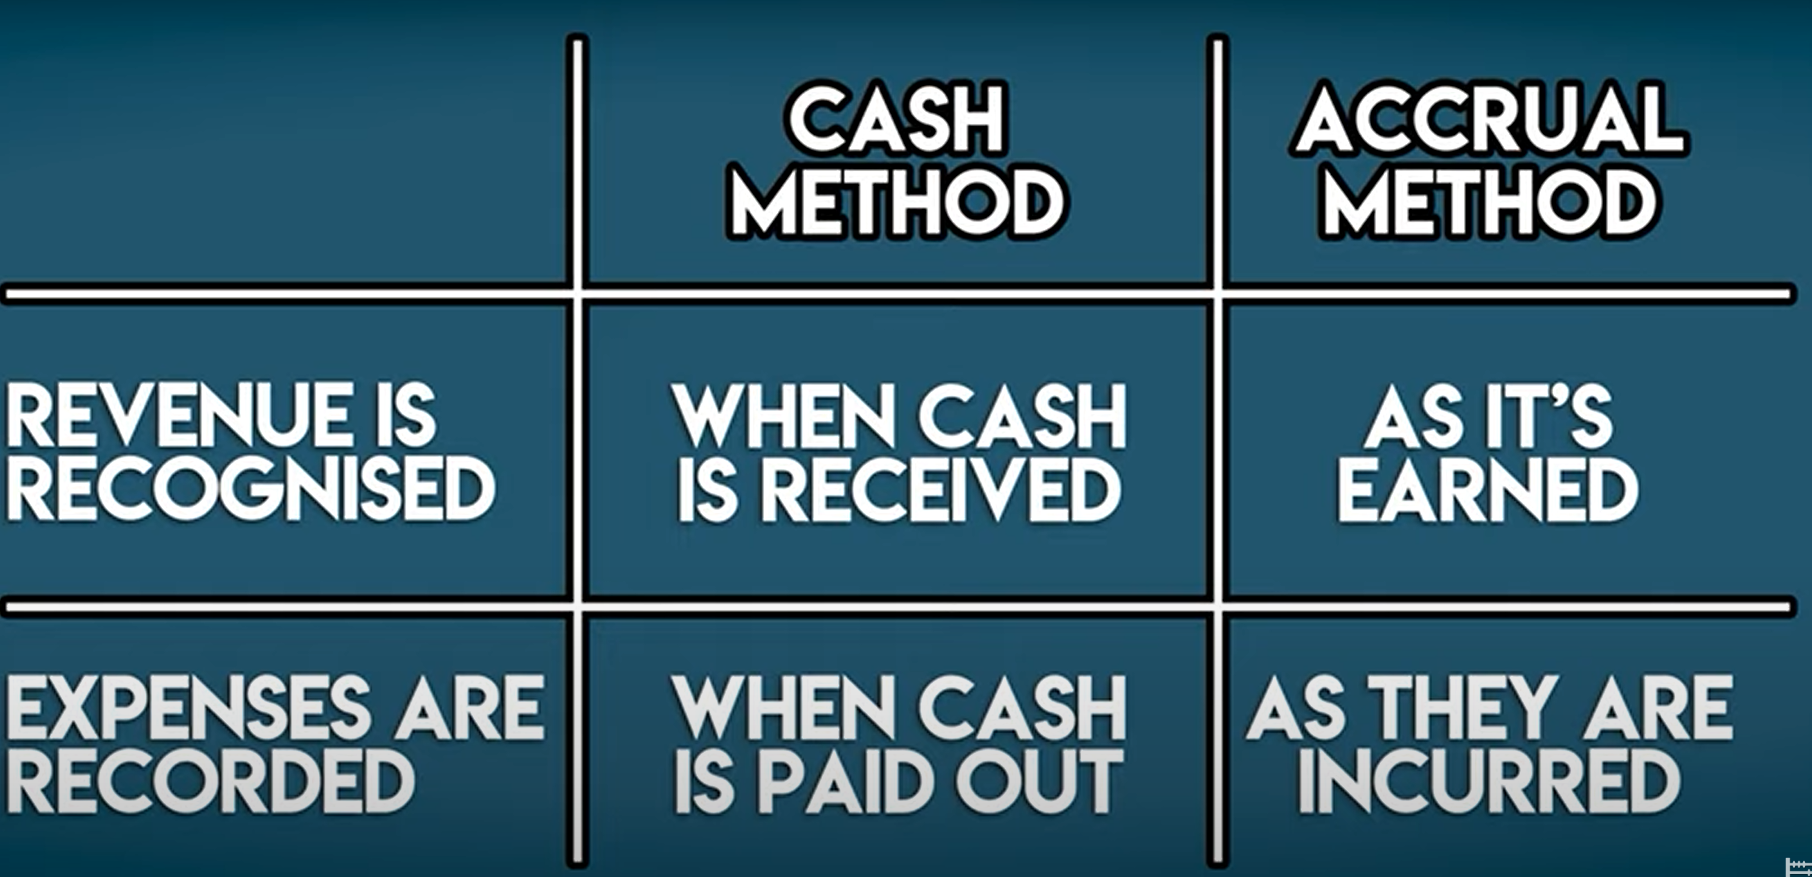 CASH
METHOD
ACCRUAL
METHOD
REVENUE IS
RECOGNISED
WHEN CASH
IS RECEIVED
AS IT’S
EARNED
EXPENSES ARE
RECORDED
WHEN CASH
IS PAID OUT
AS THEY ARE
INCURRED